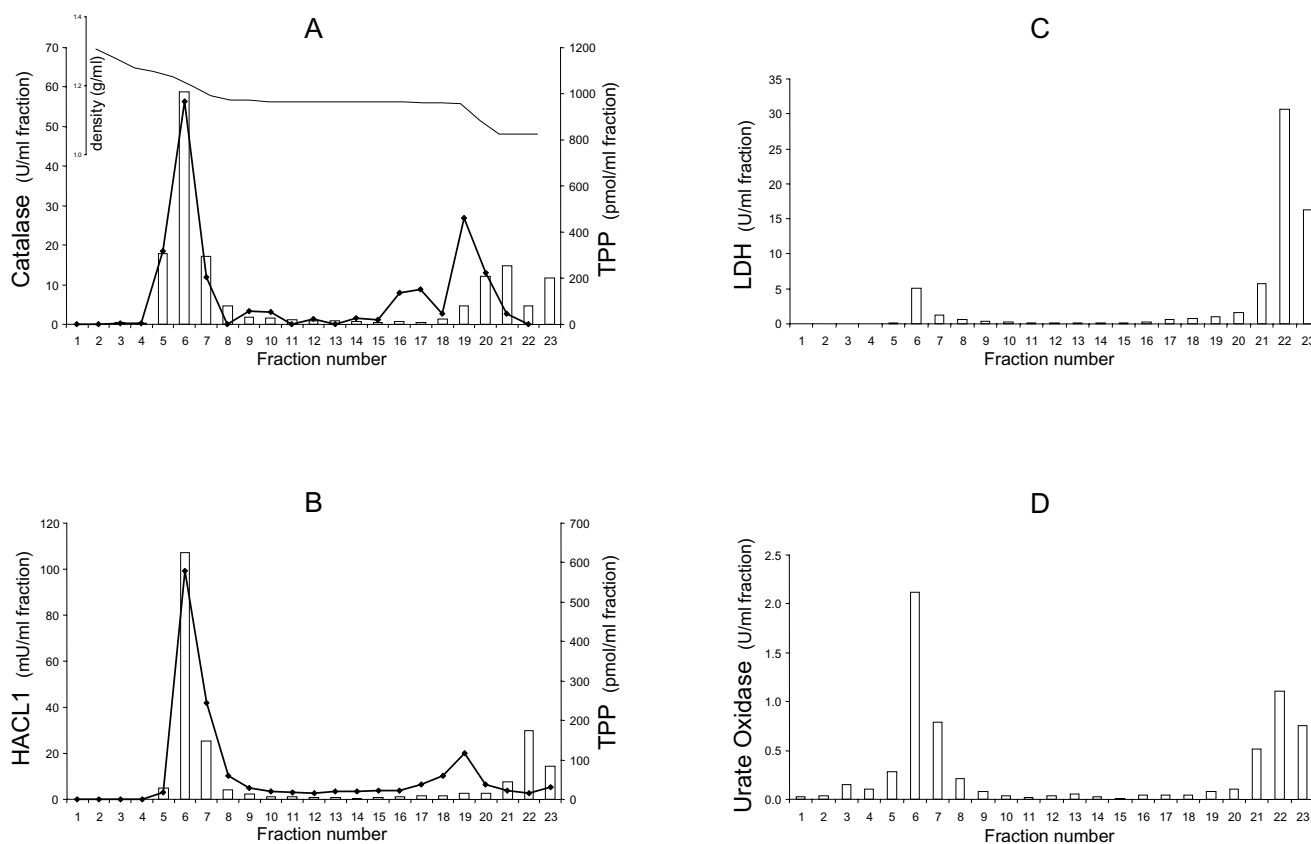 A
1.4
1.2
1.0
density (g/ml)
70
60
50
40
30
20
10
0
Catalase (U/ml fraction)
1200
1000
800
600
400
200
0
TPP (pmol/ml fraction)
1 2 3 4 5 6 7 8 9 10 11 12 13 14 15 16 17 18 19 20 21 22 23
Fraction number
C
35
30
25
20
15
10
5
0
LDH (U/ml fraction)
1 2 3 4 5 6 7 8 9 10 11 12 13 14 15 16 17 18 19 20 21 22 23
Fraction number
B
120
100
80
60
40
20
0
HACL1 (mU/ml fraction)
700
600
500
400
300
200
100
0
TPP (pmol/ml fraction)
1 2 3 4 5 6 7 8 9 10 11 12 13 14 15 16 17 18 19 20 21 22 23
Fraction number
D
2.5
2.0
1.5
1.0
0.5
0.0
Urate Oxidase (U/ml fraction)
1 2 3 4 5 6 7 8 9 10 11 12 13 14 15 16 17 18 19 20 21 22 23
Fraction number